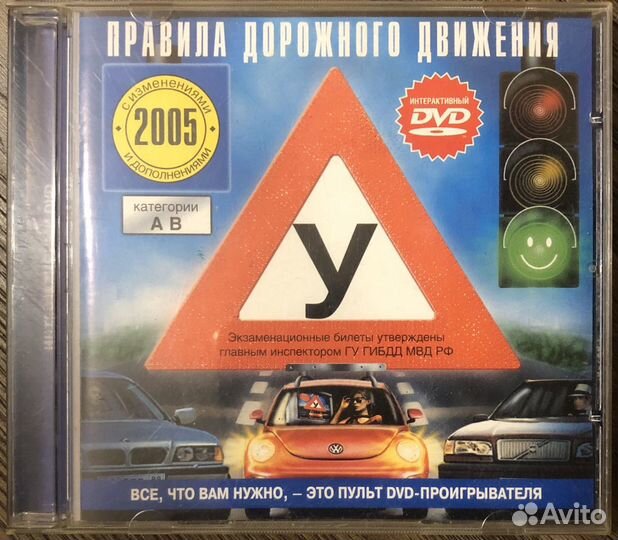 ПРАВИЛА ДОРОЖНОГО ДВИЖЕНИЯ
С ИЗМЕНЕНИЯМИ
2005
И ДОПОЛНЕНИЯМИ
ИНТЕРАКТИВНЫЙ
DVD
категории
А В
У
Экзаменационные билеты утверждены
главным инспектором ГУ ГИБДД МВД РФ
ВСЕ, ЧТО ВАМ НУЖНО, – ЭТО ПУЛЬТ DVD-ПРОИГРЫВАТЕЛЯ
Avito